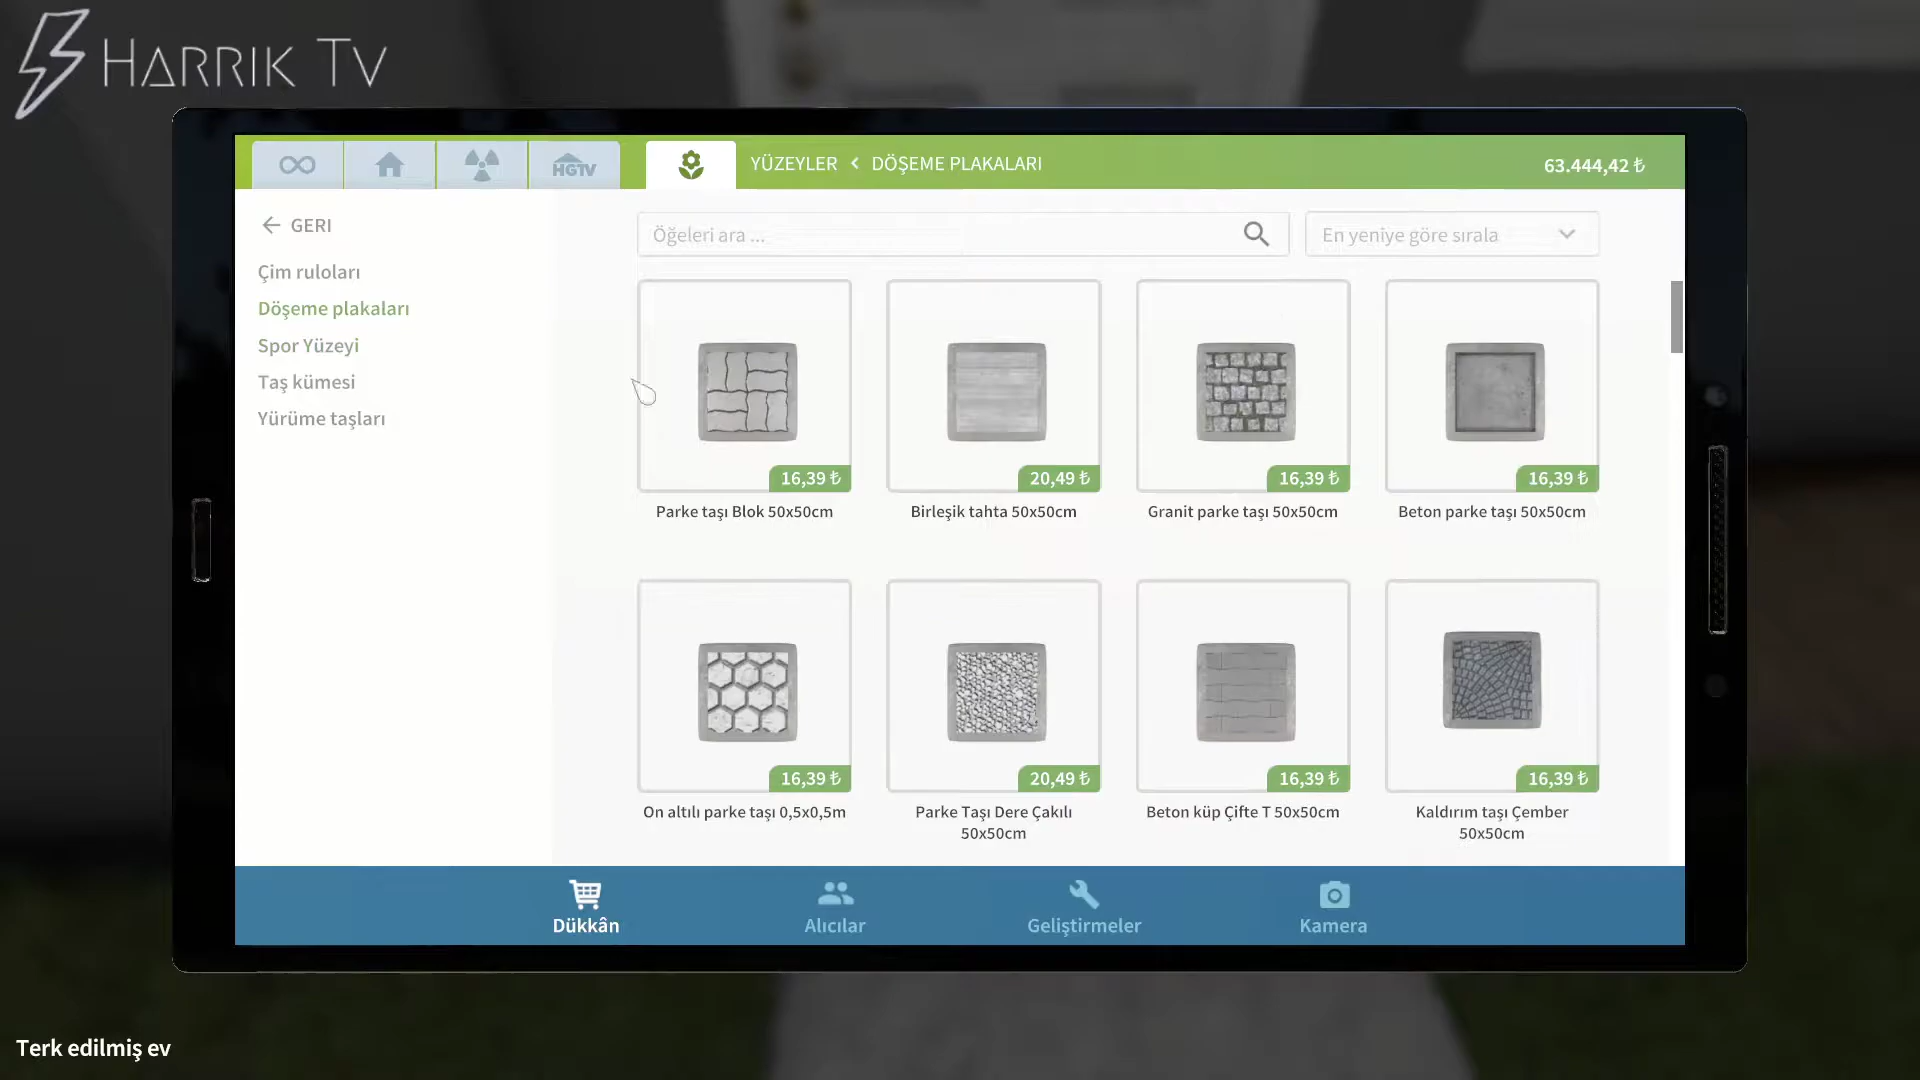 HARRIK TV
HGTV
YÜZEYLER < DÖŞEME PLAKALARI
63.444,42 ₺
GERI
Çim ruloları
Döşeme plakaları
Spor Yüzeyi
Taş kümesi
Yürüme taşları
Öğeleri ara ...
En yeniye göre sırala
16,39 ₺
20,49 ₺
16,39 ₺
16,39 ₺
Parke taşı Blok 50x50cm
Birleşik tahta 50x50cm
Granit parke taşı 50x50cm
Beton parke taşı 50x50cm
16,39 ₺
20,49 ₺
16,39 ₺
16,39 ₺
On altılı parke taşı 0,5x0,5m
Parke Taşı Dere Çakılı
50x50cm
Beton küp Çifte T 50x50cm
Kaldırım taşı Çember
50x50cm
Dükkân
Alıcılar
Geliştirmeler
Kamera
Terk edilmiş ev